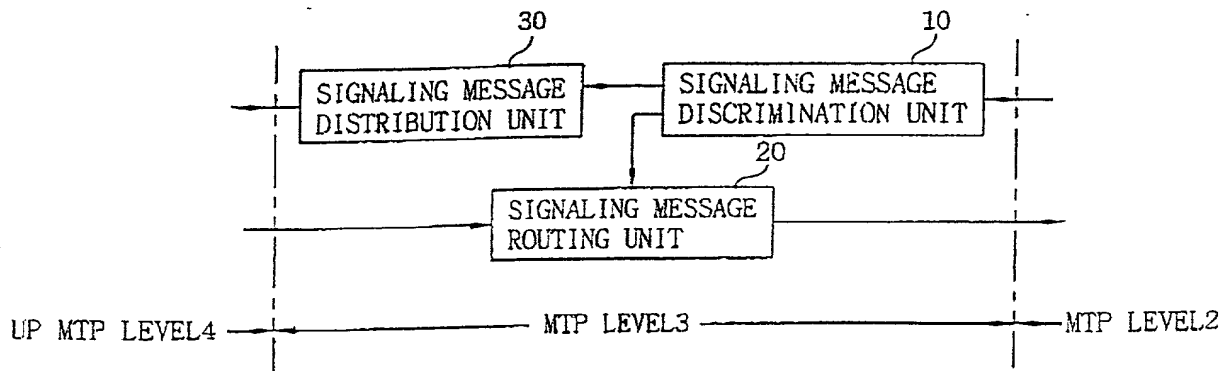 30
10
SIGNALING MESSAGE
DISTRIBUTION UNIT
SIGNALING MESSAGE
DISCRIMINATION UNIT
20
SIGNALING MESSAGE
ROUTING UNIT
UP MTP LEVEL4
MTP LEVEL3
MTP LEVEL2